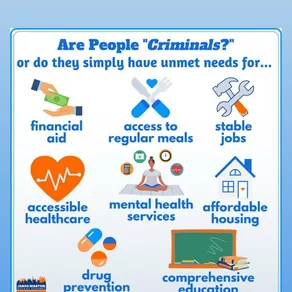 Are People "Criminals?"
or do they simply have unmet needs for...
financial
aid
access to
regular meals
stable
jobs
accessible
healthcare
mental health
services
affordable
housing
drug
prevention
comprehensive
education